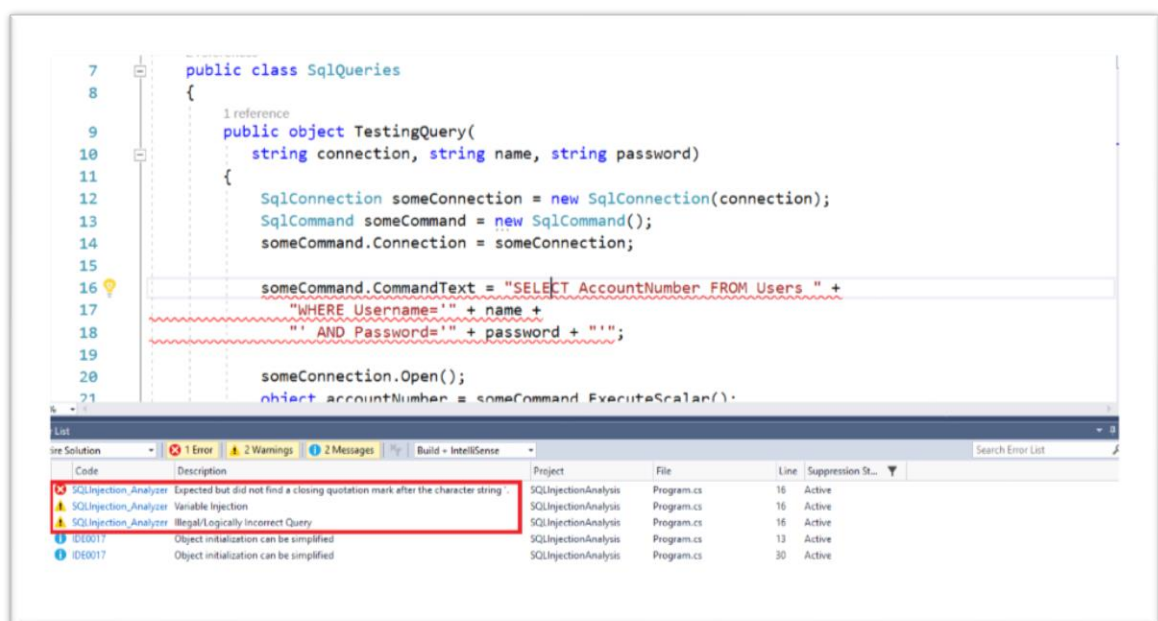 7 public class SqlQueries
8 {
1 reference
9 public object TestingQuery(
10 string connection, string name, string password)
11 {
12 SqlConnection someConnection = new SqlConnection(connection);
13 SqlCommand someCommand = new SqlCommand();
14 someCommand.Connection = someConnection;
15
16 someCommand.CommandText = "SELECT AccountNumber FROM Users " +
17 "WHERE Username='" + name +
18 "' AND Password='" + password + "'";
19
20 someConnection.Open();
21 object accountNumber = someCommand.ExecuteScalar();
r List
ire Solution 1 Error 2 Warnings 2 Messages Build + IntelliSense Search Error List
Code Description Project File Line Suppression St...
SQLInjection_Analyzer Expected but did not find a closing quotation mark after the character string '. SQLInjectionAnalysis Program.cs 16 Active
SQLInjection_Analyzer Variable Injection SQLInjectionAnalysis Program.cs 16 Active
SQLInjection_Analyzer Illegal/Logically Incorrect Query SQLInjectionAnalysis Program.cs 16 Active
IDE0017 Object initialization can be simplified SQLInjectionAnalysis Program.cs 13 Active
IDE0017 Object initialization can be simplified SQLInjectionAnalysis Program.cs 30 Active